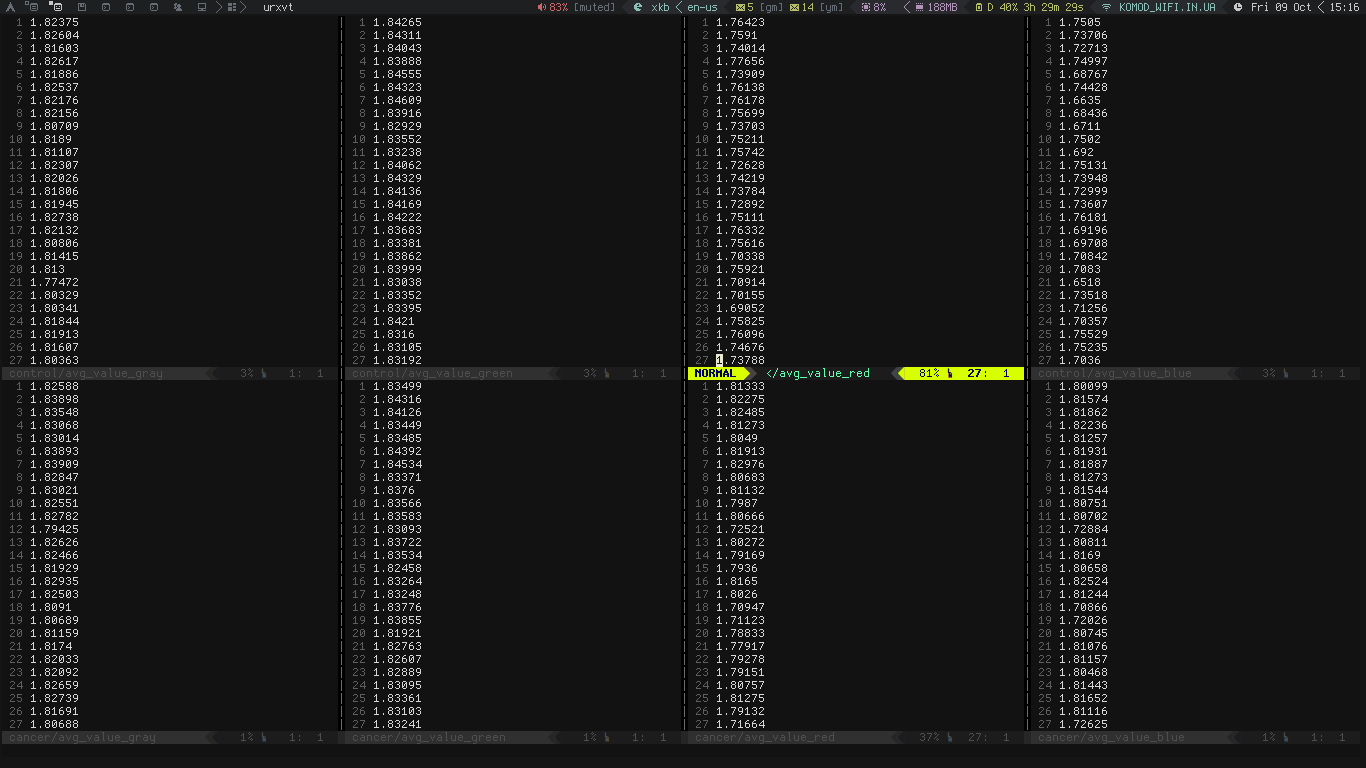 urxvt 83% [muted] xkb en-us 5 [gm] 14 [ym] 8% 188MB D 40% 3h 29m 29s KOMOD_WIFI.IN.UA Fri 09 Oct 15:16
1 1.82375 1 1.84265 1 1.76423 1 1.7505
2 1.82604 2 1.84311 2 1.7591 2 1.73706
3 1.81603 3 1.84043 3 1.74014 3 1.72713
4 1.82617 4 1.83888 4 1.77656 4 1.74997
5 1.81886 5 1.84555 5 1.73909 5 1.68767
6 1.82537 6 1.84323 6 1.76138 6 1.74428
7 1.82176 7 1.84609 7 1.76178 7 1.6635
8 1.82156 8 1.83916 8 1.75699 8 1.68436
9 1.80709 9 1.82929 9 1.73703 9 1.6711
10 1.8189 10 1.83552 10 1.75211 10 1.7502
11 1.81107 11 1.83238 11 1.75742 11 1.692
12 1.82307 12 1.84062 12 1.72628 12 1.75131
13 1.82026 13 1.84329 13 1.74219 13 1.73948
14 1.81806 14 1.84136 14 1.73784 14 1.72999
15 1.81945 15 1.84169 15 1.72892 15 1.73607
16 1.82738 16 1.84222 16 1.75111 16 1.76181
17 1.82132 17 1.83683 17 1.76332 17 1.69196
18 1.80806 18 1.83381 18 1.75616 18 1.69708
19 1.81415 19 1.83862 19 1.70338 19 1.70842
20 1.813 20 1.83999 20 1.75921 20 1.7083
21 1.77472 21 1.83038 21 1.70914 21 1.6518
22 1.80329 22 1.83352 22 1.70155 22 1.73518
23 1.80341 23 1.83395 23 1.69052 23 1.71256
24 1.81844 24 1.8421 24 1.75825 24 1.70357
25 1.81913 25 1.8316 25 1.76096 25 1.75529
26 1.81607 26 1.83105 26 1.74676 26 1.75235
27 1.80363 27 1.83192 27 1.73788 27 1.7036
control/avg_value_gray 3% 1: 1 control/avg_value_green 3% 1: 1 NORMAL </avg_value_red 81% 27: 1 control/avg_value_blue 3% 1: 1
1 1.82588 1 1.83499 1 1.81333 1 1.80099
2 1.83898 2 1.84316 2 1.82275 2 1.81574
3 1.83548 3 1.84126 3 1.82485 3 1.81862
4 1.83068 4 1.83449 4 1.81273 4 1.82236
5 1.83014 5 1.83485 5 1.8049 5 1.81257
6 1.83893 6 1.84392 6 1.81913 6 1.81931
7 1.83909 7 1.84534 7 1.82976 7 1.81887
8 1.82847 8 1.83371 8 1.80683 8 1.81273
9 1.83021 9 1.8376 9 1.81132 9 1.81544
10 1.82551 10 1.83566 10 1.7987 10 1.80751
11 1.82782 11 1.83583 11 1.80666 11 1.80702
12 1.79425 12 1.83093 12 1.72521 12 1.72884
13 1.82626 13 1.83722 13 1.80272 13 1.80811
14 1.82466 14 1.83534 14 1.79169 14 1.8169
15 1.81929 15 1.82458 15 1.7936 15 1.80658
16 1.82935 16 1.83264 16 1.8165 16 1.82524
17 1.82503 17 1.83248 17 1.8026 17 1.81244
18 1.8091 18 1.83776 18 1.70947 18 1.70866
19 1.80689 19 1.83855 19 1.71123 19 1.72026
20 1.81159 20 1.81921 20 1.78833 20 1.80745
21 1.8174 21 1.82763 21 1.77917 21 1.81076
22 1.82033 22 1.82607 22 1.79278 22 1.81157
23 1.82092 23 1.82889 23 1.79151 23 1.80468
24 1.82659 24 1.83095 24 1.80757 24 1.81443
25 1.82739 25 1.83361 25 1.81275 25 1.81652
26 1.81691 26 1.83103 26 1.79132 26 1.81116
27 1.80688 27 1.83241 27 1.71664 27 1.72625
cancer/avg_value_gray 1% 1: 1 cancer/avg_value_green 1% 1: 1 cancer/avg_value_red 37% 27: 1 cancer/avg_value_blue 1% 1: 1